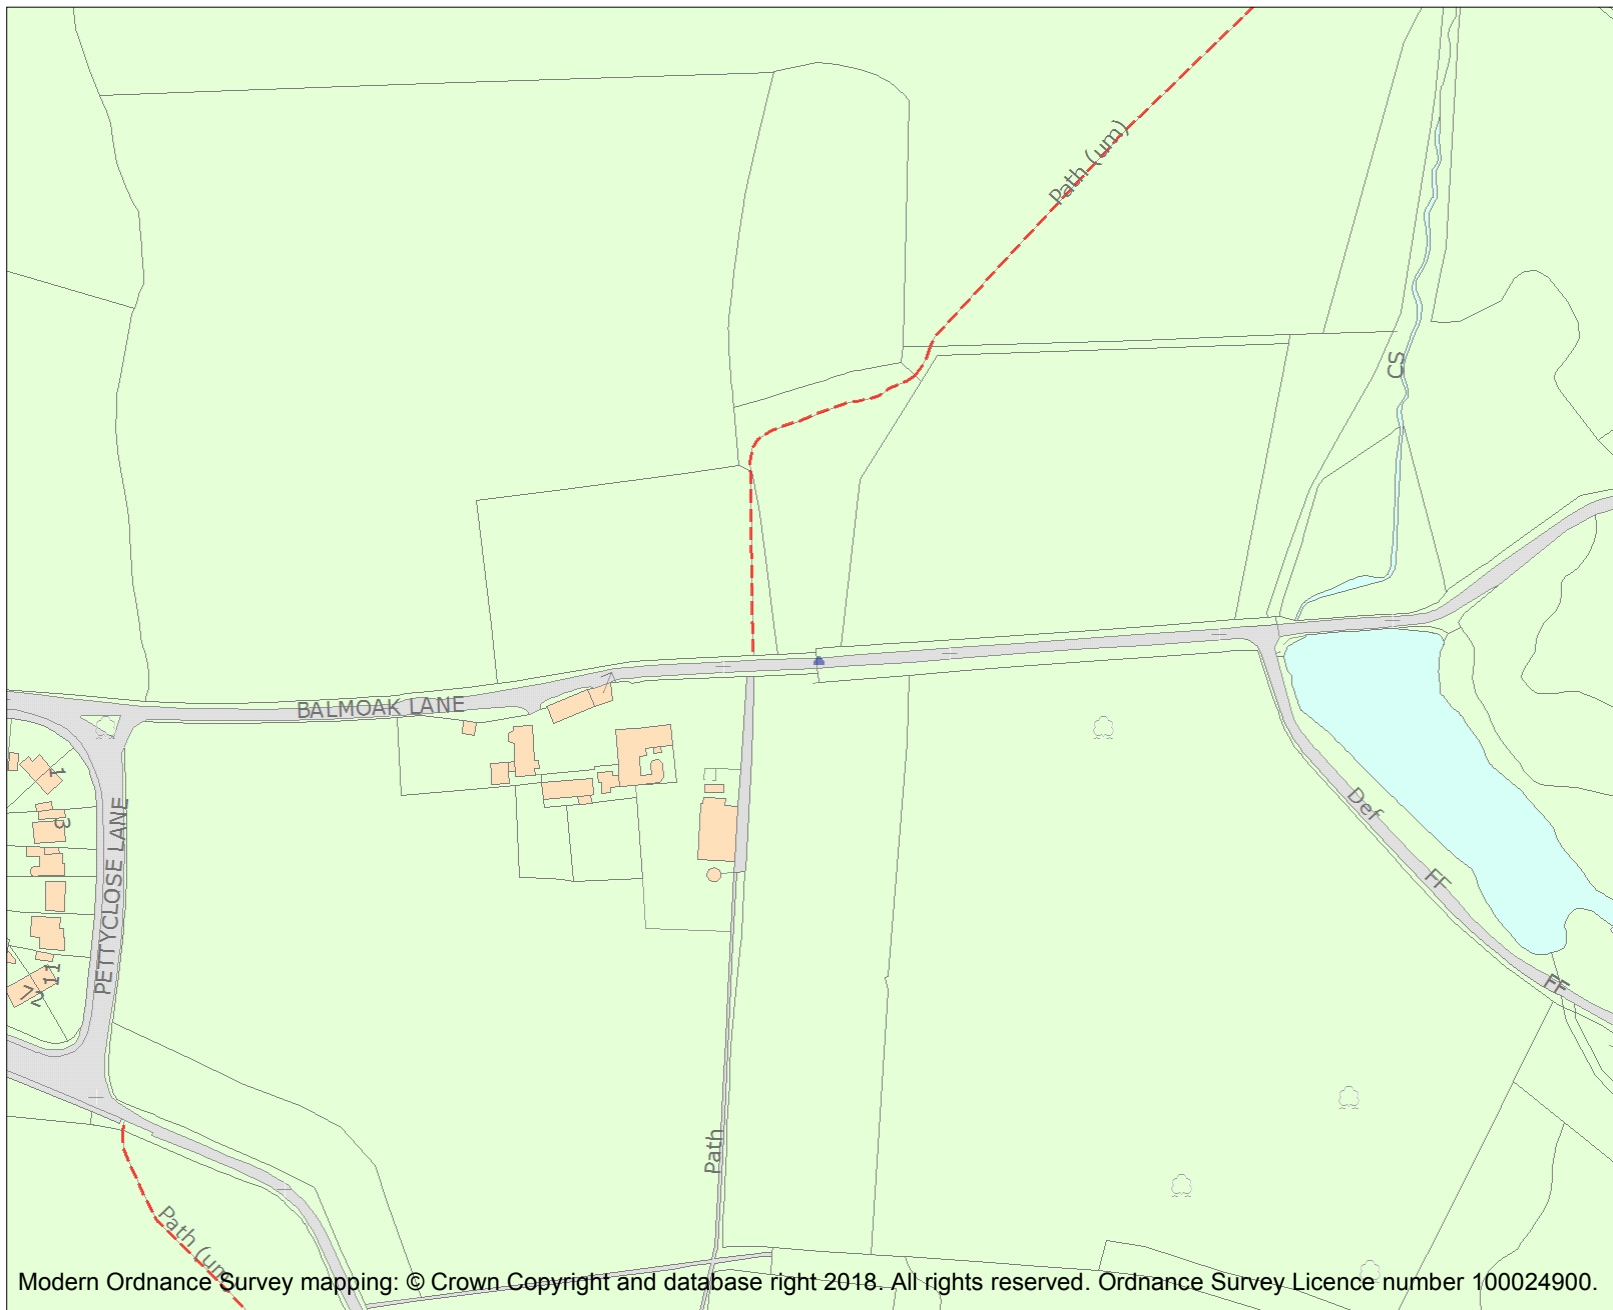 Path (um)
CS
BALMOAK LANE
PETTYCLOSE LANE
1
3
11
72
Def
FF
FF
Path
Path (um
Modern Ordnance Survey mapping: © Crown Copyright and database right 2018. All rights reserved. Ordnance Survey Licence number 100024900.